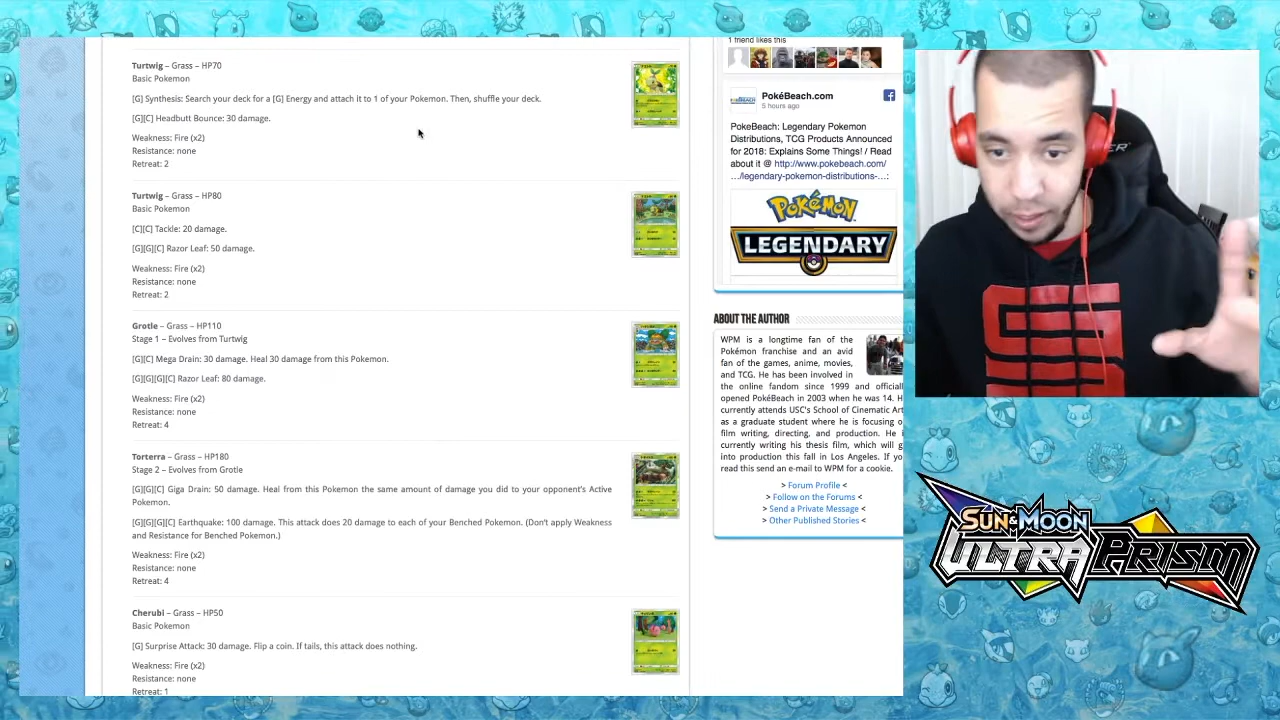 Turtwig – Grass – HP70
Basic Pokemon
[G] Synthesis: Search your deck for a [G] Energy and attach it to 1 of your Pokemon. Then, shuffle your deck.
[G][C] Headbutt Bounce: 30 damage.
Weakness: Fire (x2)
Resistance: none
Retreat: 2
Turtwig – Grass – HP80
Basic Pokemon
[C][C] Tackle: 20 damage.
[G][G][C] Razor Leaf: 50 damage.
Weakness: Fire (x2)
Resistance: none
Retreat: 2
Grotle – Grass – HP110
Stage 1 – Evolves from Turtwig
[G][C] Mega Drain: 30 damage. Heal 30 damage from this Pokemon.
[G][G][G][C] Razor Leaf: 80 damage.
Weakness: Fire (x2)
Resistance: none
Retreat: 4
Torterra – Grass – HP180
Stage 2 – Evolves from Grotle
[G][G][C] Giga Drain: 50 damage. Heal from this Pokemon the same amount of damage you did to your opponent's Active
Pokemon.
[G][G][G][C] Earthquake: 100 damage. This attack does 20 damage to each of your Benched Pokemon. (Don't apply Weakness
and Resistance for Benched Pokemon.)
Weakness: Fire (x2)
Resistance: none
Retreat: 4
Cherubi – Grass – HP50
Basic Pokemon
[G] Surprise Attack: 30 damage. Flip a coin. If tails, this attack does nothing.
Weakness: Fire (x2)
Resistance: none
Retreat: 1
1 friend likes this
PokéBeach.com
5 hours ago
PokeBeach: Legendary Pokemon
Distributions, TCG Products Announced
for 2018: Explains Some Things! / Read
about it @ http://www.pokebeach.com/
…/legendary-pokemon-distributions-…:
POKéMON
LEGENDARY
ABOUT THE AUTHOR
WPM is a longtime fan of the
Pokémon franchise and an avid
fan of the games, anime, movies,
and TCG. He has been involved in
the online fandom since 1999 and official
opened PokéBeach in 2003 when he was 14. H
currently attends USC's School of Cinematic Art
as a graduate student where he is focusing o
film writing, directing, and production. He i
currently writing his thesis film, which will g
into production this fall in Los Angeles. If yo
read this send an e-mail to WPM for a cookie.
> Forum Profile <
> Follow on the Forums <
> Send a Private Message <
> Other Published Stories <
SUN & MOON
ULTRA PRISM